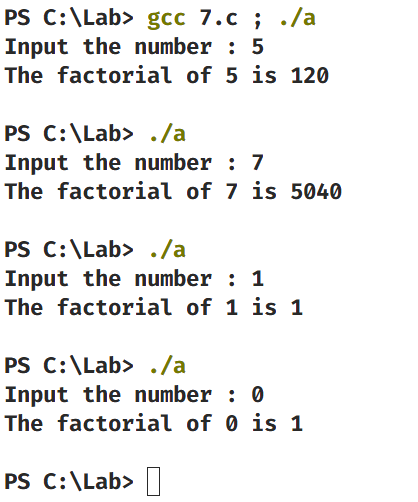 PS C:\Lab> gcc 7.c ; ./a
Input the number : 5
The factorial of 5 is 120
PS C:\Lab> ./a
Input the number : 7
The factorial of 7 is 5040
PS C:\Lab> ./a
Input the number : 1
The factorial of 1 is 1
PS C:\Lab> ./a
Input the number : 0
The factorial of 0 is 1
PS C:\Lab>